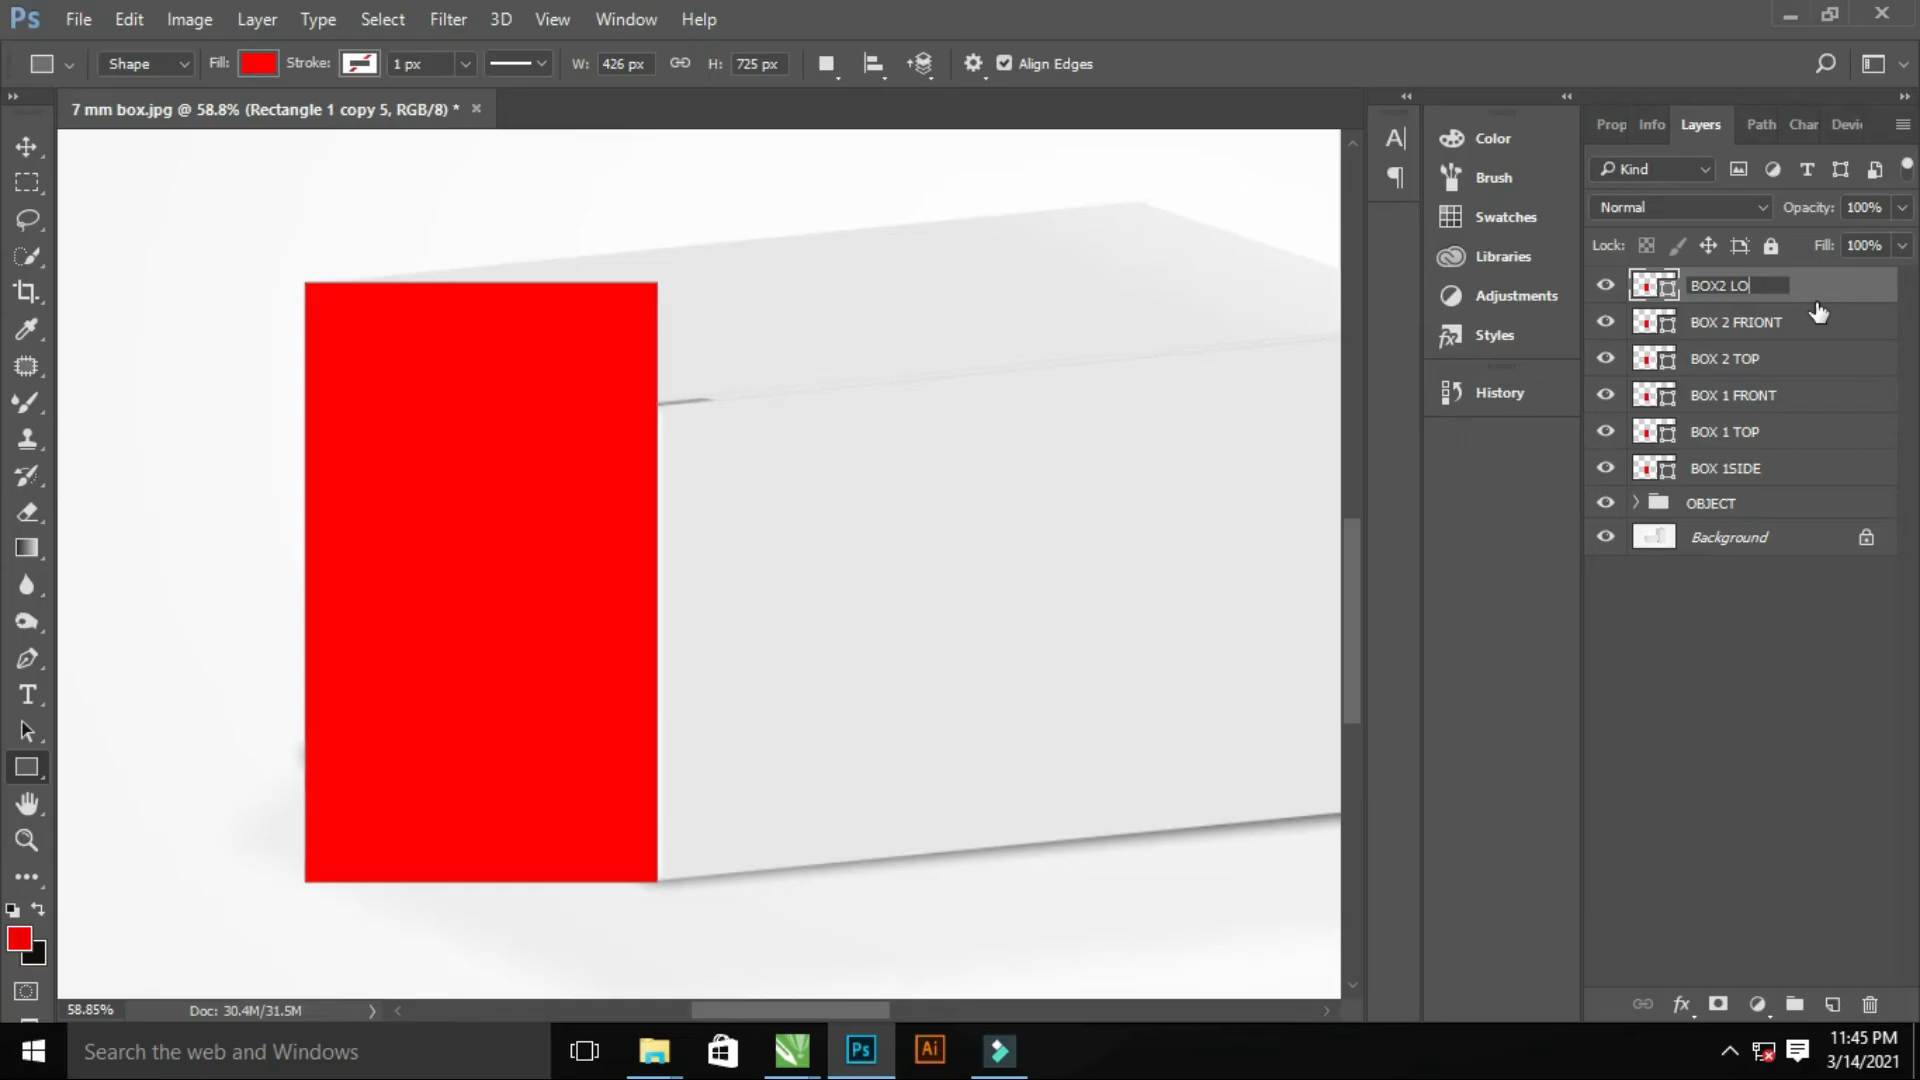 Ps File Edit Image Layer Type Select Filter 3D View Window Help
Shape Fill: Stroke: 1 px W: 426 px H: 725 px Align Edges
7 mm box.jpg @ 58.8% (Rectangle 1 copy 5, RGB/8) *
Color
Brush
Swatches
Libraries
Adjustments
Styles
History
Prop Info Layers Path Char Devi
Kind
Normal Opacity: 100%
Lock: Fill: 100%
BOX2 LO
BOX 2 FRIONT
BOX 2 TOP
BOX 1 FRONT
BOX 1 TOP
BOX 1SIDE
OBJECT
Background
58.85% Doc: 30.4M/31.5M
Search the web and Windows
Ps
Ai
11:45 PM
3/14/2021